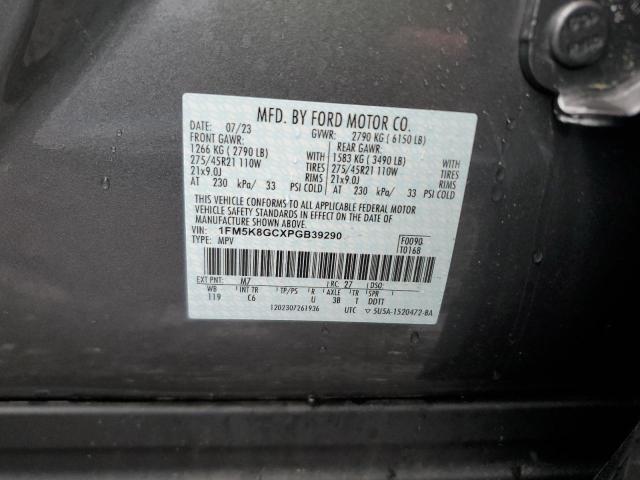 MFD. BY FORD MOTOR CO.
DATE: 07/23 GVWR: 2790 KG ( 6150 LB)
FRONT GAWR: REAR GAWR:
1266 KG ( 2790 LB) WITH 1583 KG ( 3490 LB) WITH
275/45R21 110W TIRES 275/45R21 110W TIRES
21x9.0J RIMS 21x9.0J RIMS
AT 230 kPa/ 33 PSI COLD AT 230 kPa/ 33 PSI COLD
THIS VEHICLE CONFORMS TO ALL APPLICABLE FEDERAL MOTOR
VEHICLE SAFETY AND THEFT PREVENTION STANDARDS IN EFFECT ON THE DATE OF
MANUFACTURE SHOWN ABOVE.
VIN: 1FM5K8GCXPGB39290 F0090
TYPE: MPV T0168
EXT PNT: M7 RC: 27 DSO:
WB INT TR TP/PS R AXLE TR SPR
119 C6 U 3B T DDTT
1202307261936 UTC ▽ 5U5A-1520472-BA